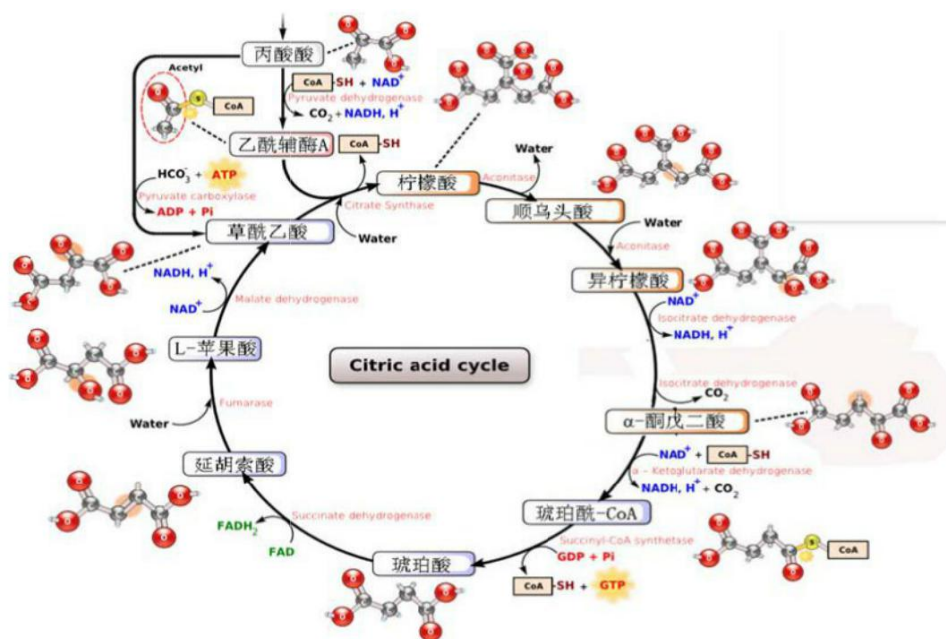 丙酸酸
Acetyl
CoA-SH + NAD+
Pyruvate dehydrogenase
CO2 + NADH, H+
S CoA
乙酰辅酶A
CoA-SH
HCO3- + ATP
Pyruvate carboxylase
ADP + Pi
草酰乙酸
Citrate Synthase
Water
柠檬酸
Water
Aconitase
顺乌头酸
Water
Aconitase
异柠檬酸
NAD+
Isocitrate dehydrogenase
NADH, H+
Isocitrate dehydrogenase
CO2
α-酮戊二酸
NAD+ + CoA-SH
α - Ketoglutarate dehydrogenase
NADH, H+ + CO2
琥珀酰-CoA
Succinyl-CoA synthetase
GDP + Pi
CoA-SH + GTP
S CoA
琥珀酸
Succinate dehydrogenase
FADH2
FAD
延胡索酸
Water
Fumarase
L-苹果酸
NADH, H+
NAD+
Malate dehydrogenase
Citric acid cycle